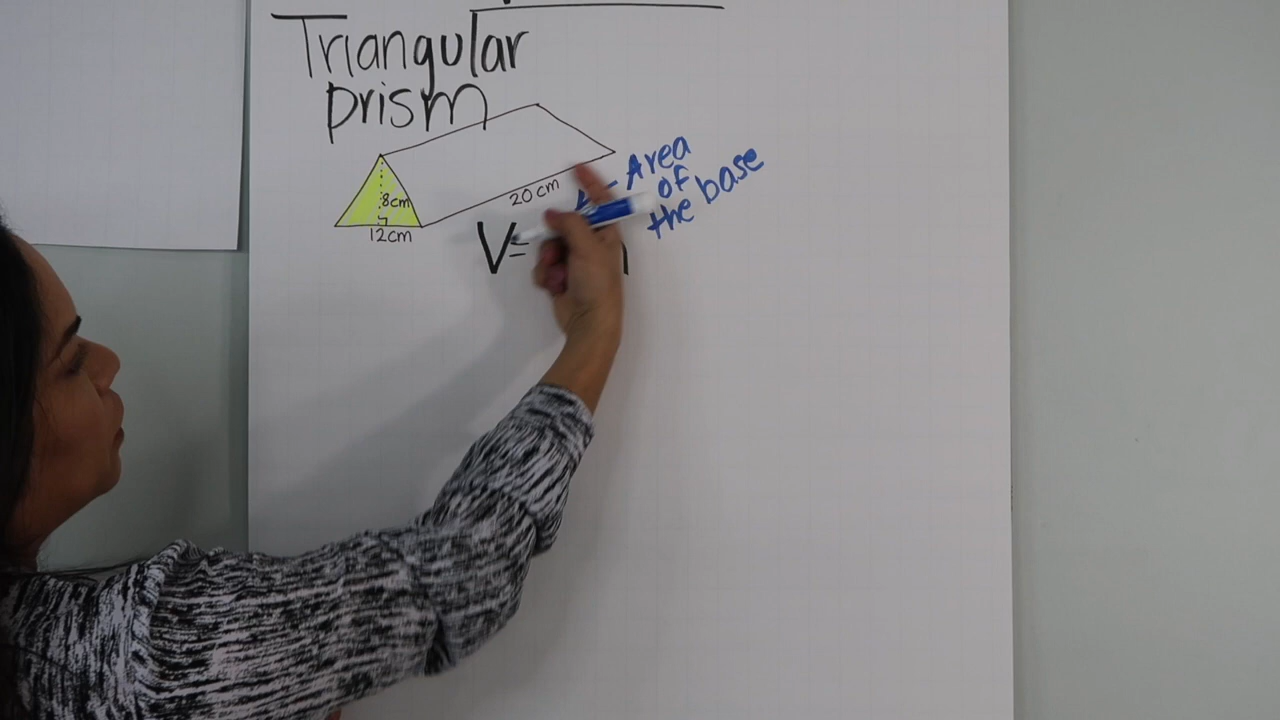 Triangular
prism
8cm
12cm
20 cm
Area
of
the base
V=